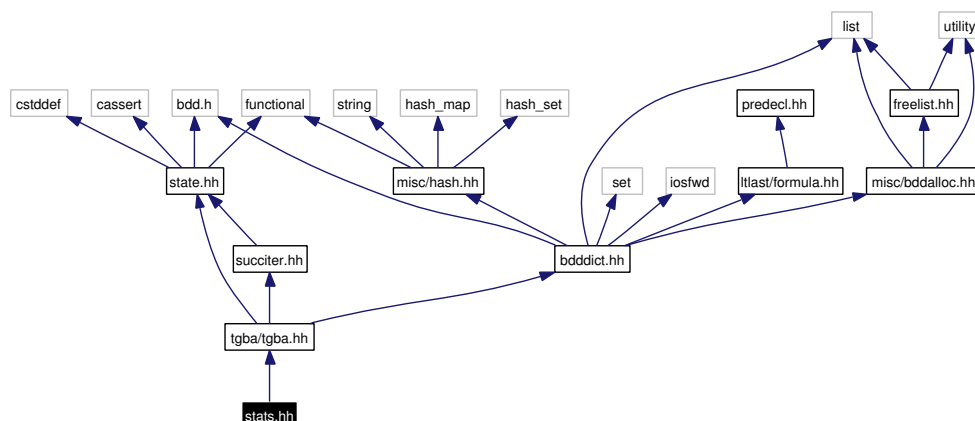 list
utility
cstddef
cassert
bdd.h
functional
string
hash_map
hash_set
predecl.hh
freelist.hh
state.hh
misc/hash.hh
set
iosfwd
ltlast/formula.hh
misc/bddalloc.hh
succiter.hh
bdddict.hh
tgba/tgba.hh
stats.hh